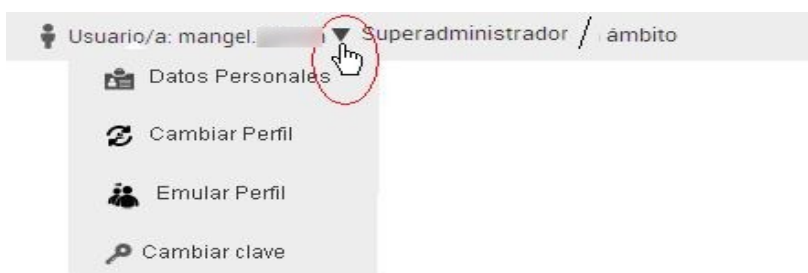 Usuario/a: mangel. Superadministrador / ámbito
Datos Personales
Cambiar Perfil
Emular Perfil
Cambiar clave